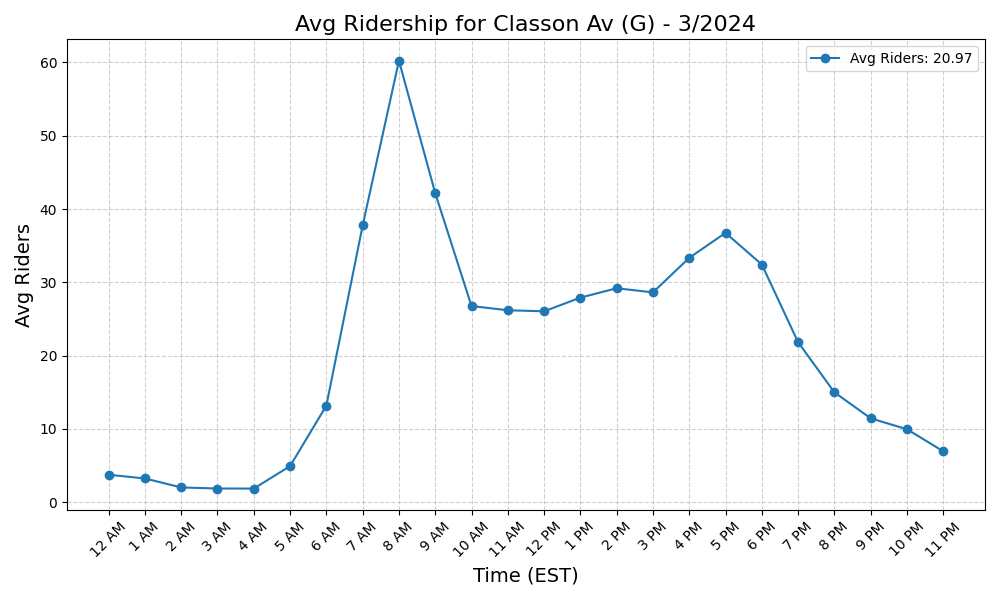 Avg Ridership for Classon Av (G) - 3/2024
Avg Riders: 20.97
Avg Riders
60
50
40
30
20
10
0
12 AM
1 AM
2 AM
3 AM
4 AM
5 AM
6 AM
7 AM
8 AM
9 AM
10 AM
11 AM
12 PM
1 PM
2 PM
3 PM
4 PM
5 PM
6 PM
7 PM
8 PM
9 PM
10 PM
11 PM
Time (EST)